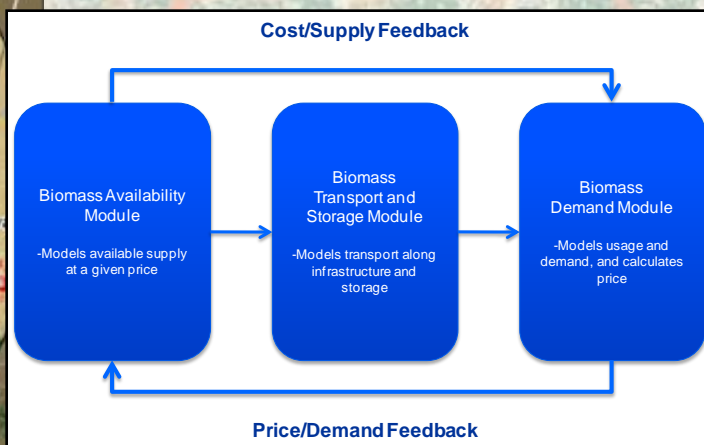 Cost/Supply Feedback
Biomass Availability
Module
-Models available supply
at a given price
Biomass
Transport and
Storage Module
-Models transport along
infrastructure and
storage
Biomass
Demand Module
-Models usage and
demand, and calculates
price
Price/Demand Feedback